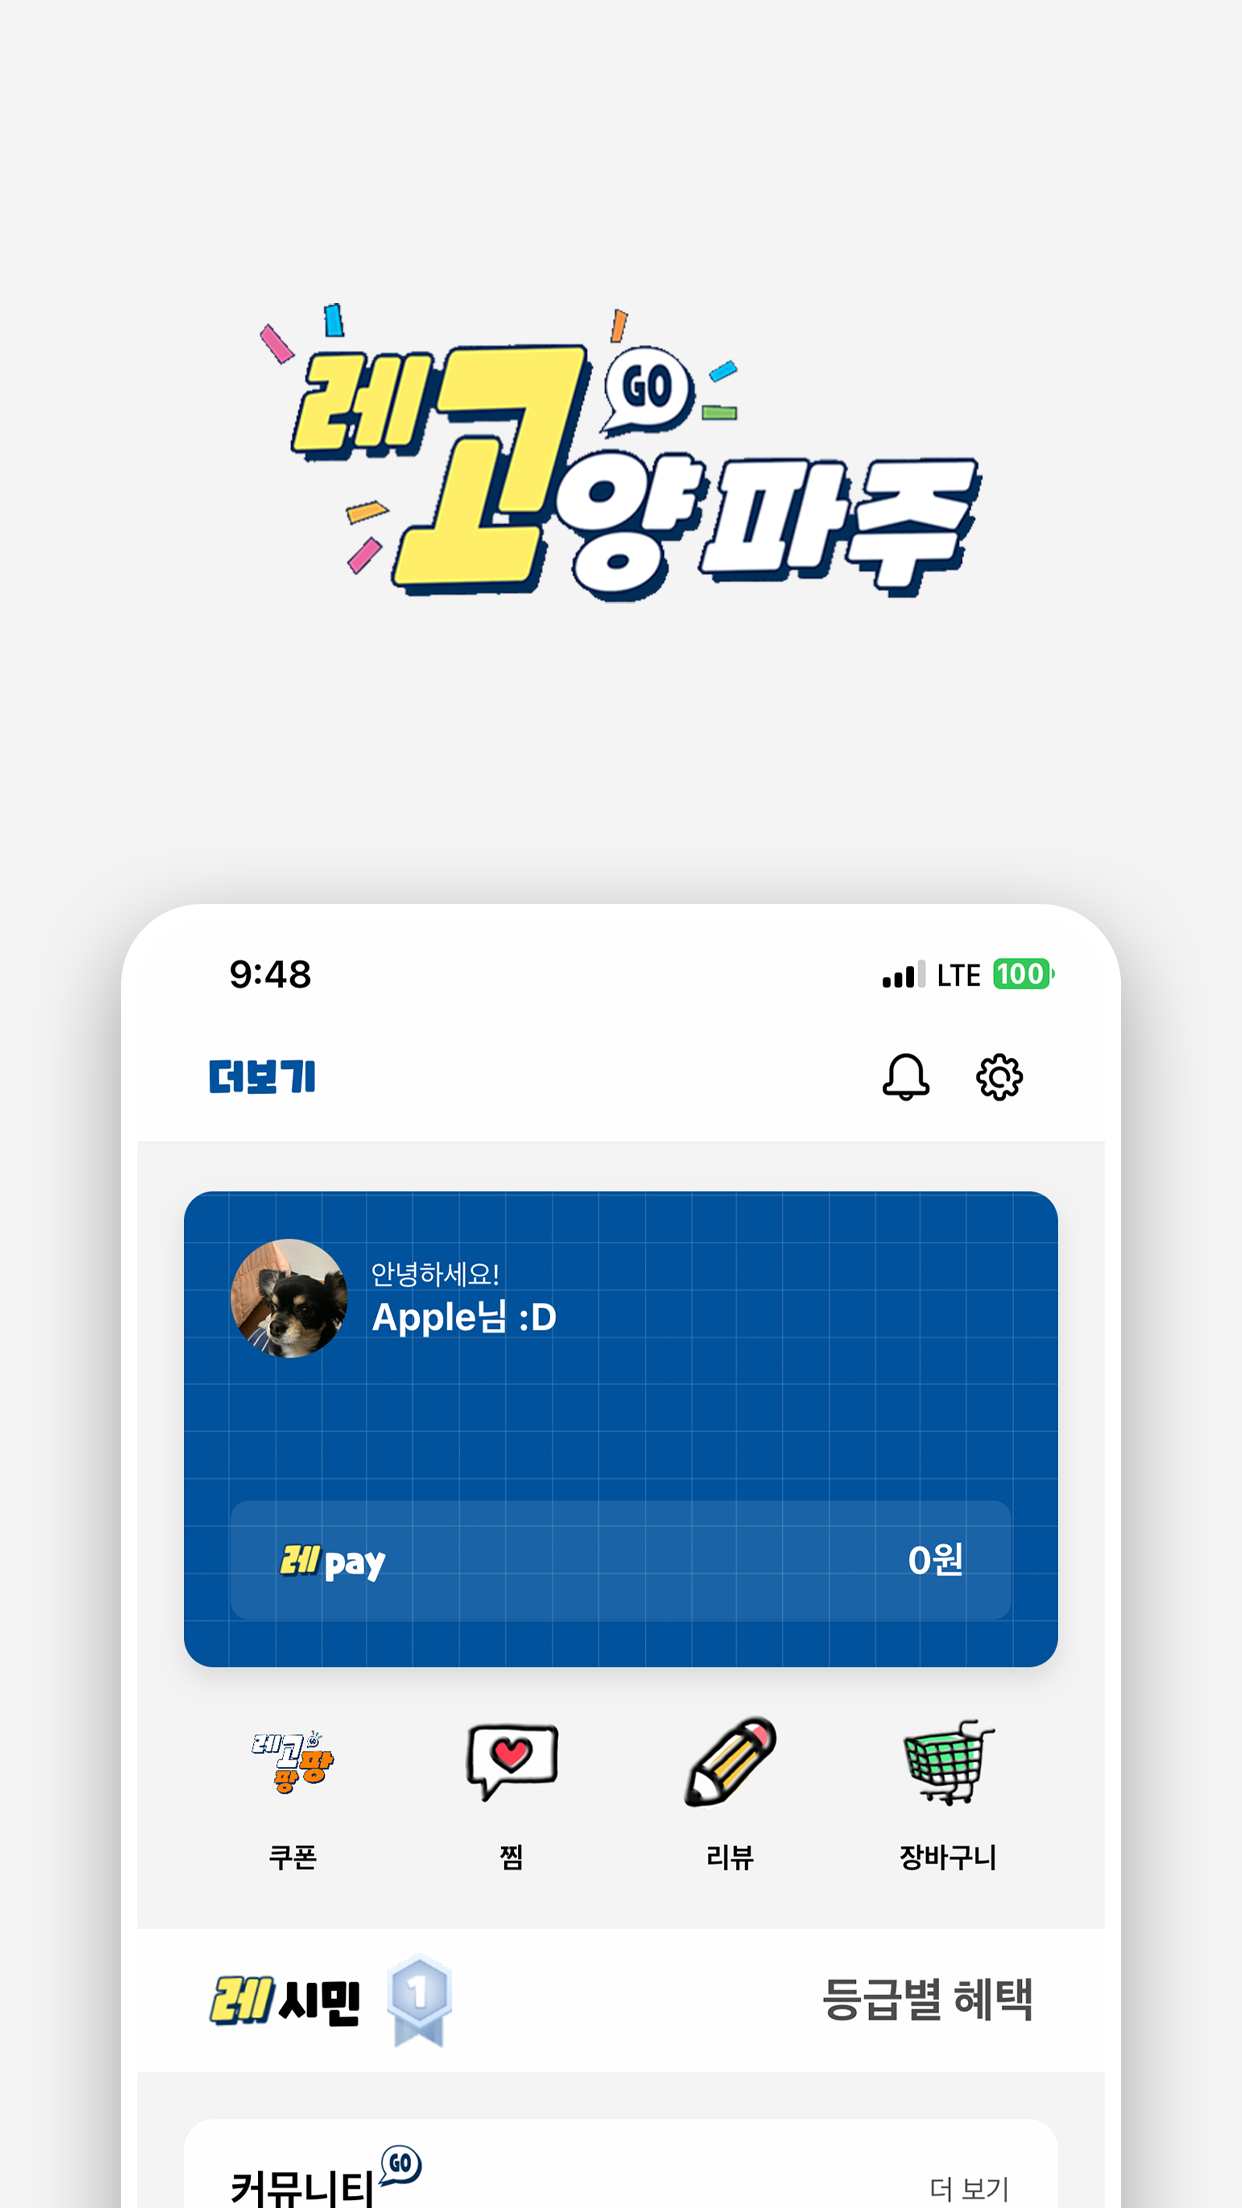 레고양파주
GO
9:48
LTE 100
더보기
안녕하세요!
Apple님 :D
레pay
0원
레고팡팡
쿠폰
찜
리뷰
장바구니
레시민
1
등급별 혜택
커뮤니티
GO
더 보기